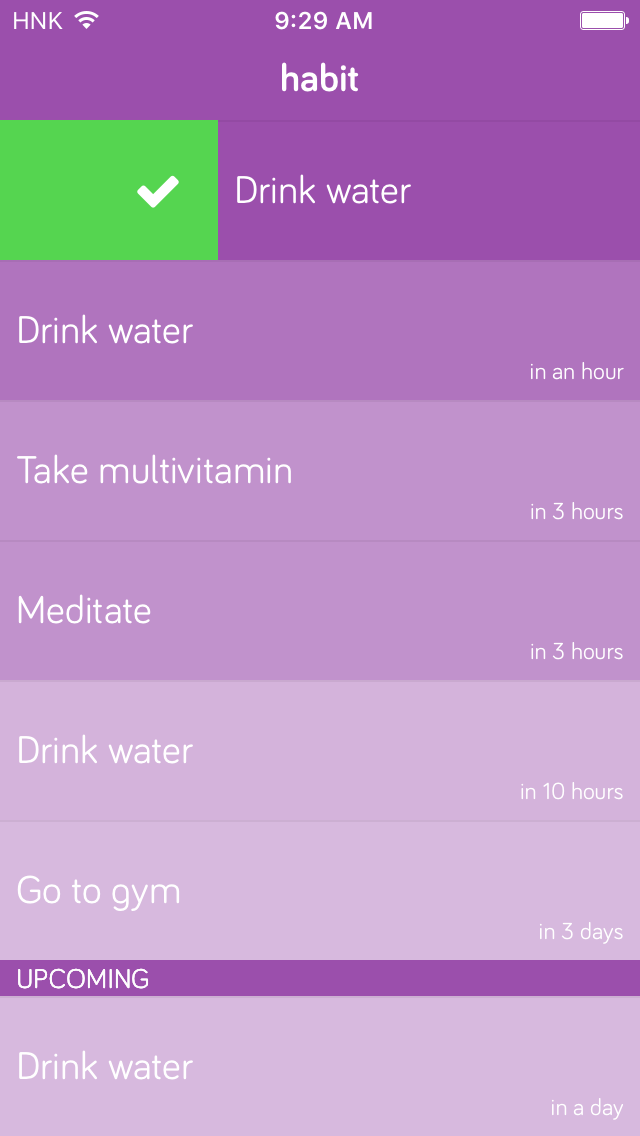 HNK 9:29 AM
habit
Drink water
Drink water
in an hour
Take multivitamin
in 3 hours
Meditate
in 3 hours
Drink water
in 10 hours
Go to gym
in 3 days
UPCOMING
Drink water
in a day